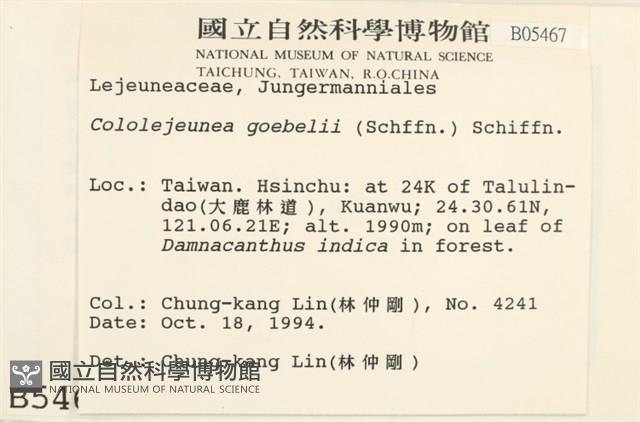 國立自然科學博物館 B05467
NATIONAL MUSEUM OF NATURAL SCIENCE
TAICHUNG, TAIWAN, R.O.CHINA
Lejeuneaceae, Jungermanniales
Cololejeunea goebelii (Schffn.) Schiffn.
Loc.: Taiwan. Hsinchu: at 24K of Talulin-
dao(大鹿林道), Kuanwu; 24.30.61N,
121.06.21E; alt. 1990m; on leaf of
Damnacanthus indica in forest.
Col.: Chung-kang Lin(林仲剛), No. 4241
Date: Oct. 18, 1994.
Det.: Chung-kang Lin(林仲剛)
國立自然科學博物館
NATIONAL MUSEUM OF NATURAL SCIENCE